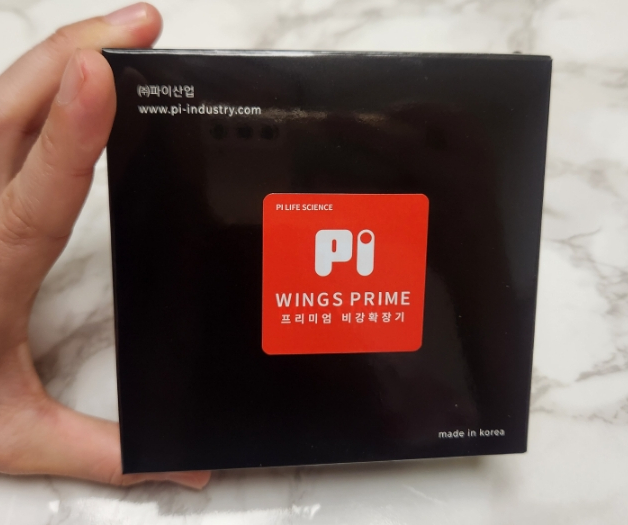 ㈜파이산업
www.pi-industry.com
PI LIFE SCIENCE
Pi
WINGS PRIME
프리미엄 비강확장기
made in korea